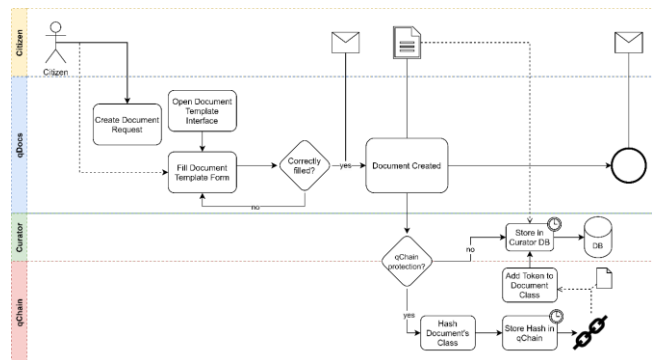 Citizen
Citizen
qDocs
Create Document
Request
Open Document
Template
Interface
Fill Document
Template Form
Correctly
filled?
yes
no
Document Created
Curator
qChain
protection?
no
Store in
Curator DB
DB
qChain
yes
Hash
Document's
Class
Store Hash in
qChain
Add Token to
Document
Class